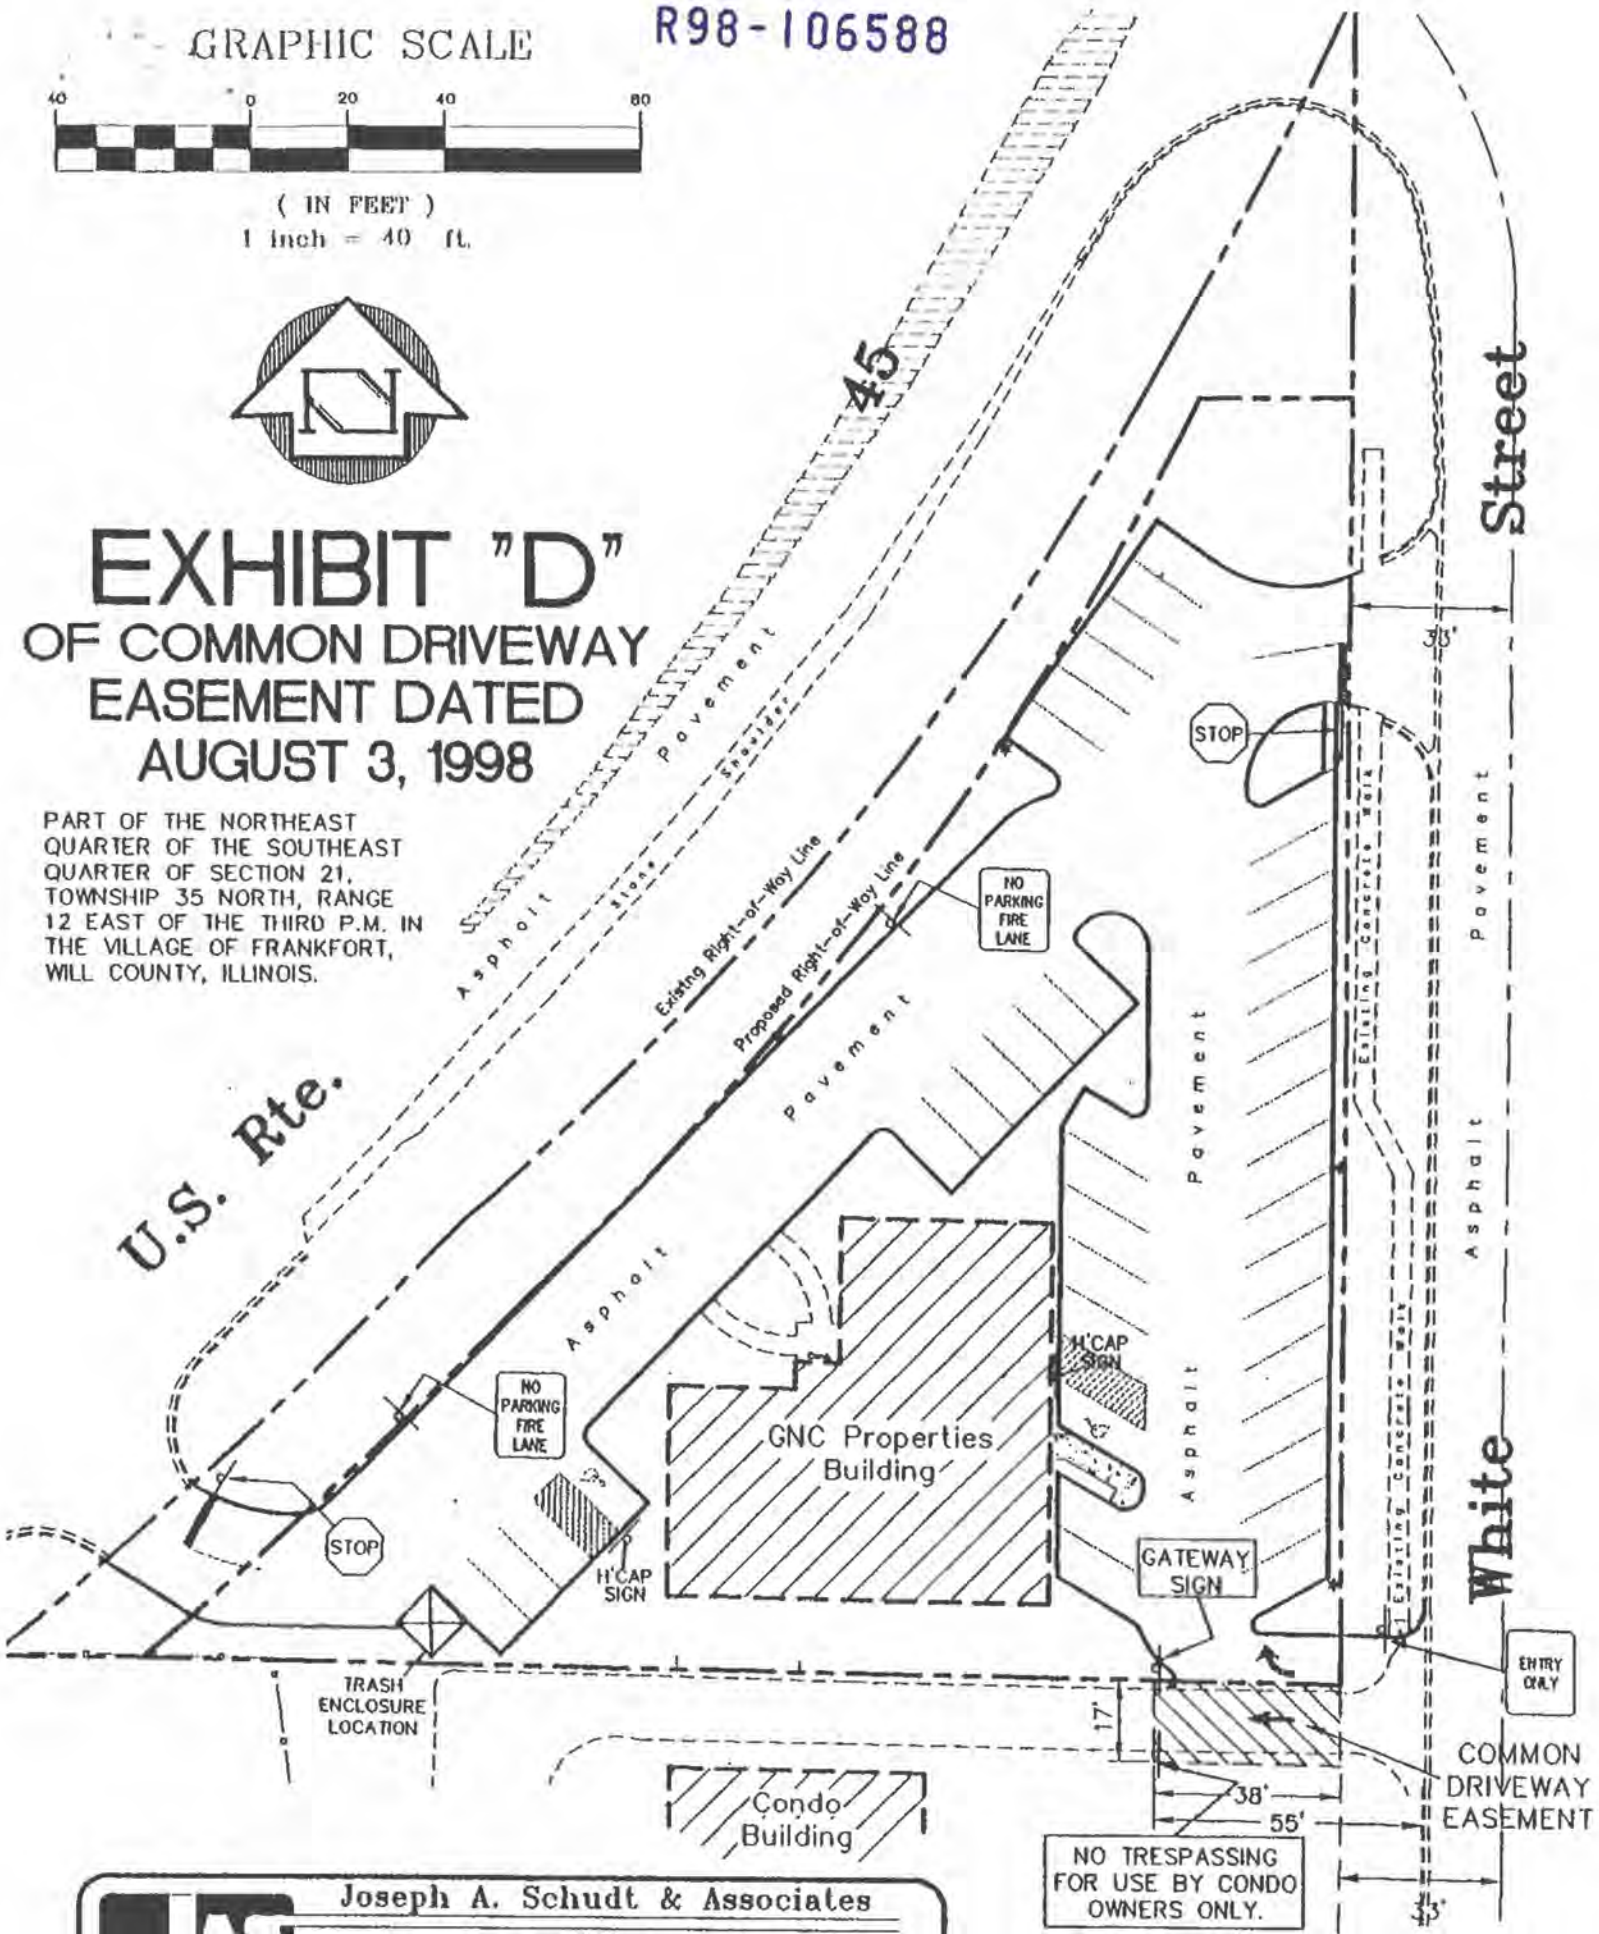 R98-106588
GRAPHIC SCALE
40 0 20 40 80
( IN FEET )
1 inch = 40 ft.
N
EXHIBIT "D"
OF COMMON DRIVEWAY
EASEMENT DATED
AUGUST 3, 1998
PART OF THE NORTHEAST
QUARTER OF THE SOUTHEAST
QUARTER OF SECTION 21,
TOWNSHIP 35 NORTH, RANGE
12 EAST OF THE THIRD P.M. IN
THE VILLAGE OF FRANKFORT,
WILL COUNTY, ILLINOIS.
U.S. Rte. 45
Asphalt Pavement
Stone Shoulder
Existng Right-of-Way Line
Proposed Right-of-Way Line
Asphalt Pavement
NO
PARKING
FIRE
LANE
STOP
33'
White Street
Asphalt Pavement
Existing Concrete Walk
Existing Concrete Walk
Asphalt Pavement
NO
PARKING
FIRE
LANE
STOP
H'CAP
SIGN
H'CAP
SIGN
GNC Properties
Building
GATEWAY
SIGN
ENTRY
ONLY
TRASH
ENCLOSURE
LOCATION
17'
38'
55'
33'
COMMON
DRIVEWAY
EASEMENT
Condo
Building
NO TRESPASSING
FOR USE BY CONDO
OWNERS ONLY.
Joseph A. Schudt & Associates